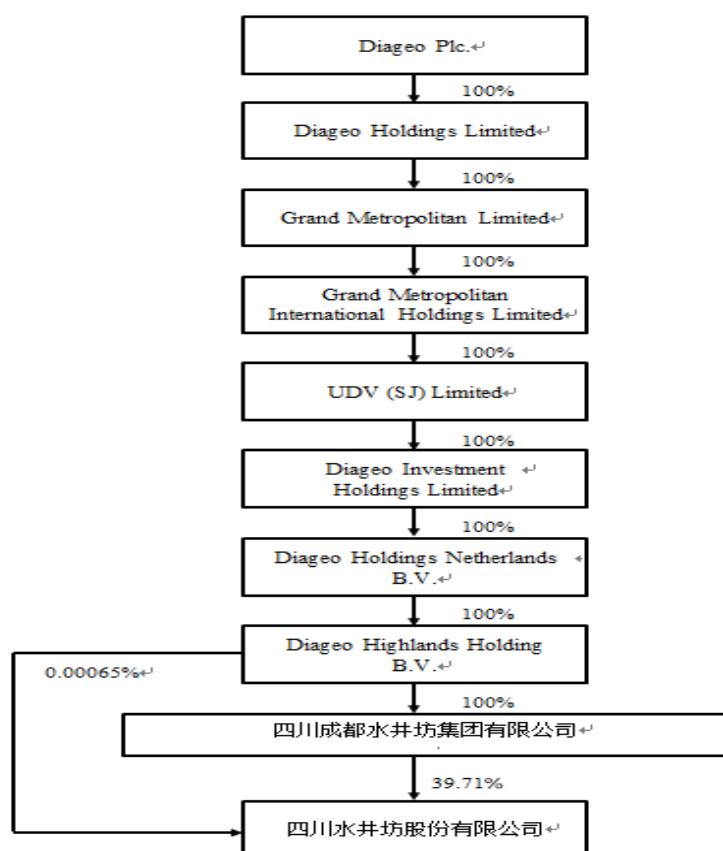 Diageo Plc.↵
100%
Diageo Holdings Limited↵
100%
Grand Metropolitan Limited↵
100%
Grand Metropolitan
International Holdings Limited↵
100%
UDV (SJ) Limited↵
100%
Diageo Investment ↵
Holdings Limited↵
100%
Diageo Holdings Netherlands ↵
B.V.↵
100%
Diageo Highlands Holding
B.V.↵
0.00065%↵
100%
四川成都水井坊集团有限公司↵
39.71%
四川水井坊股份有限公司↵